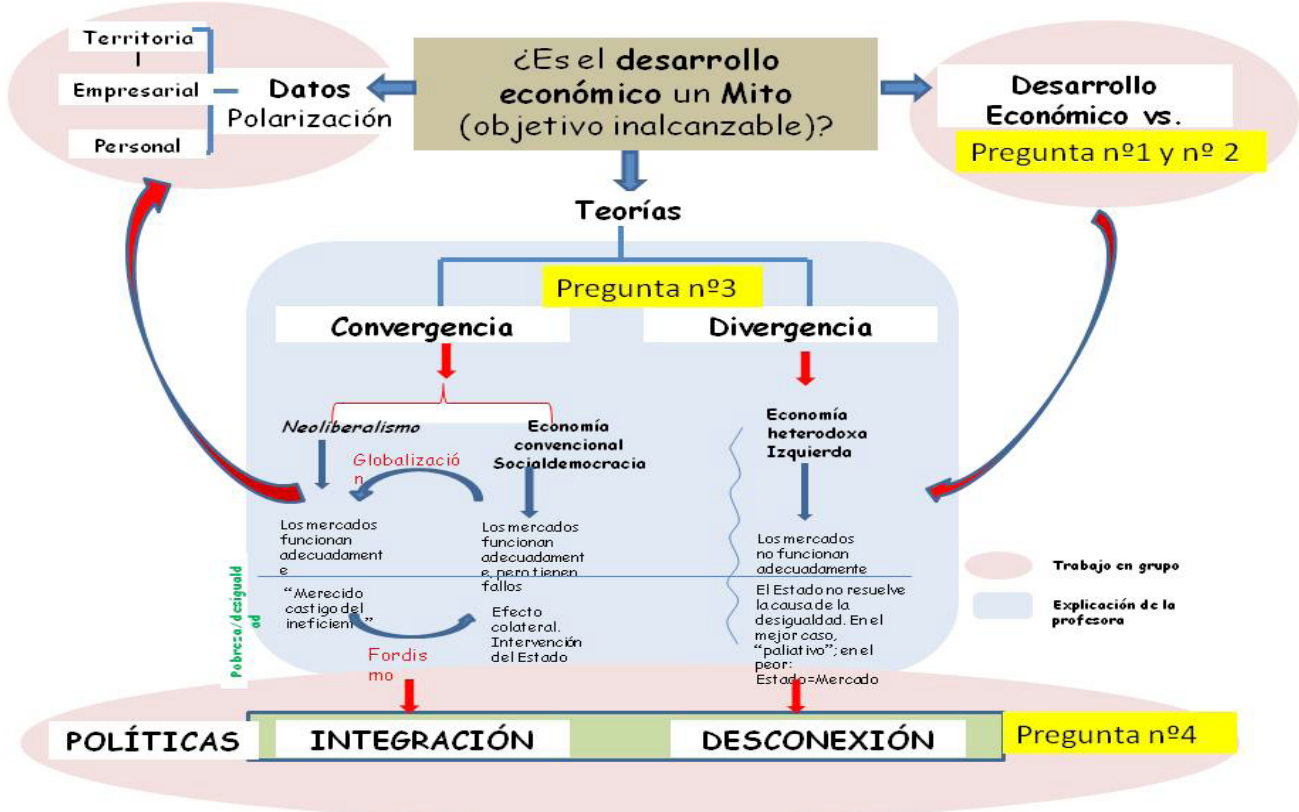 Territoria
l
Empresarial
Personal
Datos
Polarización
¿Es el desarrollo
económico un Mito
(objetivo inalcanzable)?
Desarrollo
Económico vs.
Pregunta nº1 y nº 2
Teorías
Pregunta nº3
Convergencia
Divergencia
Neoliberalismo
Economía
convencional
Socialdemocracia
Economía
heterodoxa
Izquierda
Globalizació
n
Los mercados
funcionan
adecuadament
e
Los mercados
funcionan
adecuadament
e, pero tienen
fallos
Los mercados
no funcionan
adecuadamente
Pobreza/desiguald
ad
“Merecido
castigo del
ineficient ”
Efecto
colateral.
Intervención
del Estado
El Estado no resuelve
la causa de la
desigualdad. En el
mejor caso,
“paliativo”; en el
peor:
Estado=Mercado
Fordis
mo
Trabajo en grupo
Explicación de la
profesora
POLÍTICAS
INTEGRACIÓN
DESCONEXIÓN
Pregunta nº4